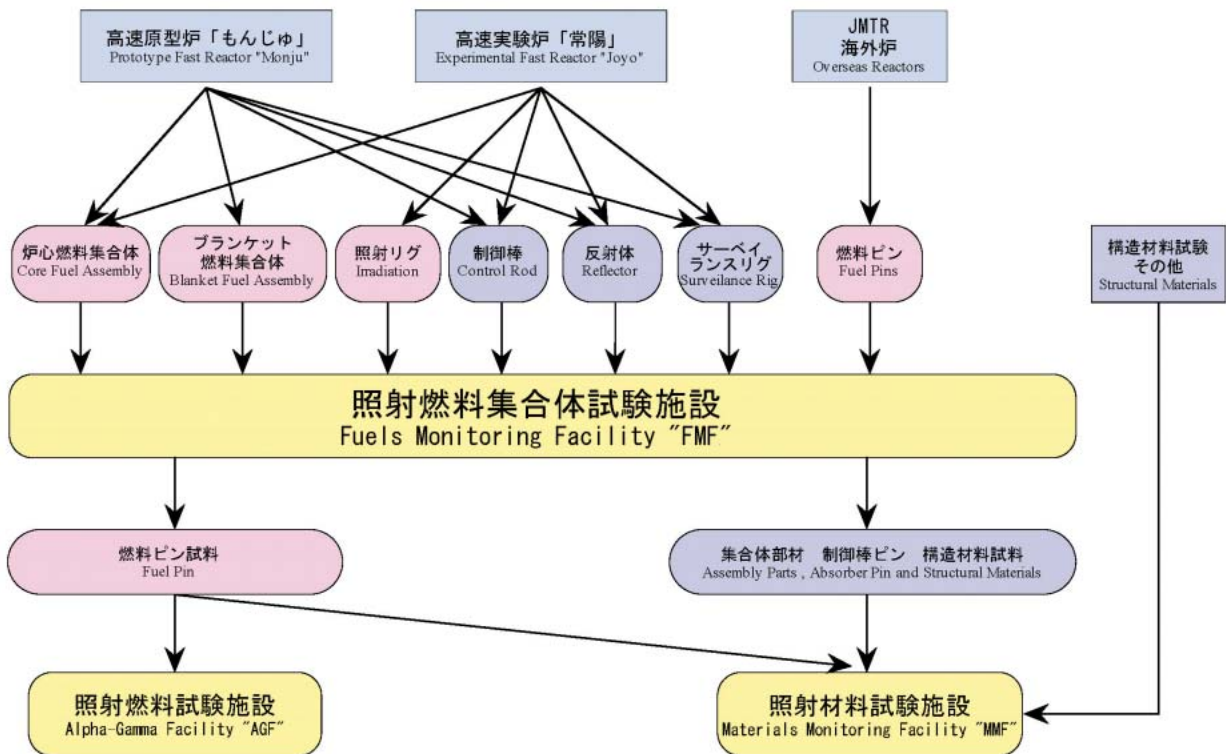 高速原型炉「もんじゅ」
Prototype Fast Reactor "Monju"
高速実験炉「常陽」
Experimental Fast Reactor "Joyo"
JMTR
海外炉
Overseas Reactors
炉心燃料集合体
Core Fuel Assembly
ブランケット
燃料集合体
Blanket Fuel Assembly
照射リグ
Irradiation
制御棒
Control Rod
反射体
Reflector
サーベイ
ランスリグ
Surveilance Rig
燃料ピン
Fuel Pins
構造材料試験
その他
Structural Materials
照射燃料集合体試験施設
Fuels Monitoring Facility "FMF"
燃料ピン試料
Fuel Pin
集合体部材 制御棒ピン 構造材料試料
Assembly Parts , Absorber Pin and Structural Materials
照射燃料試験施設
Alpha-Gamma Facility "AGF"
照射材料試験施設
Materials Monitoring Facility "MMF"